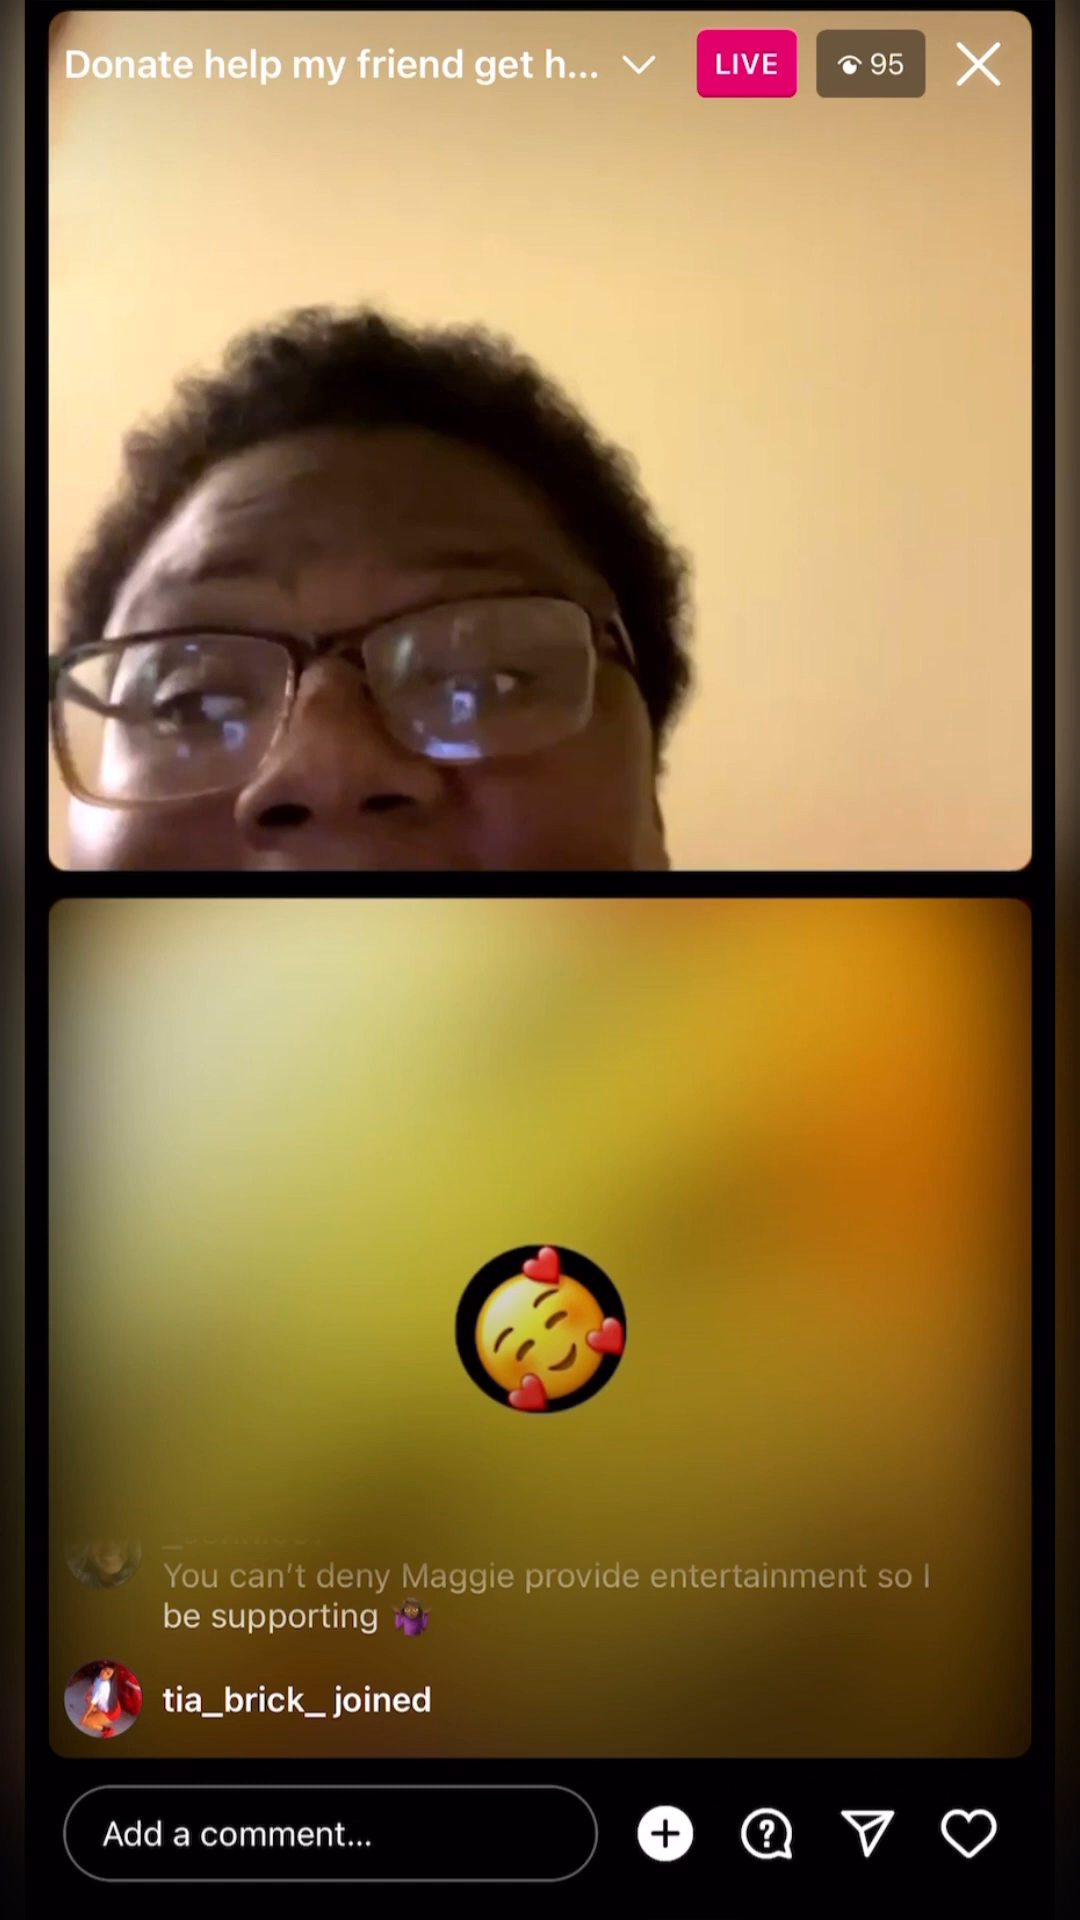 Donate help my friend get h...
LIVE
95
You can't deny Maggie provide entertainment so I
be supporting
tia_brick_ joined
Add a comment...